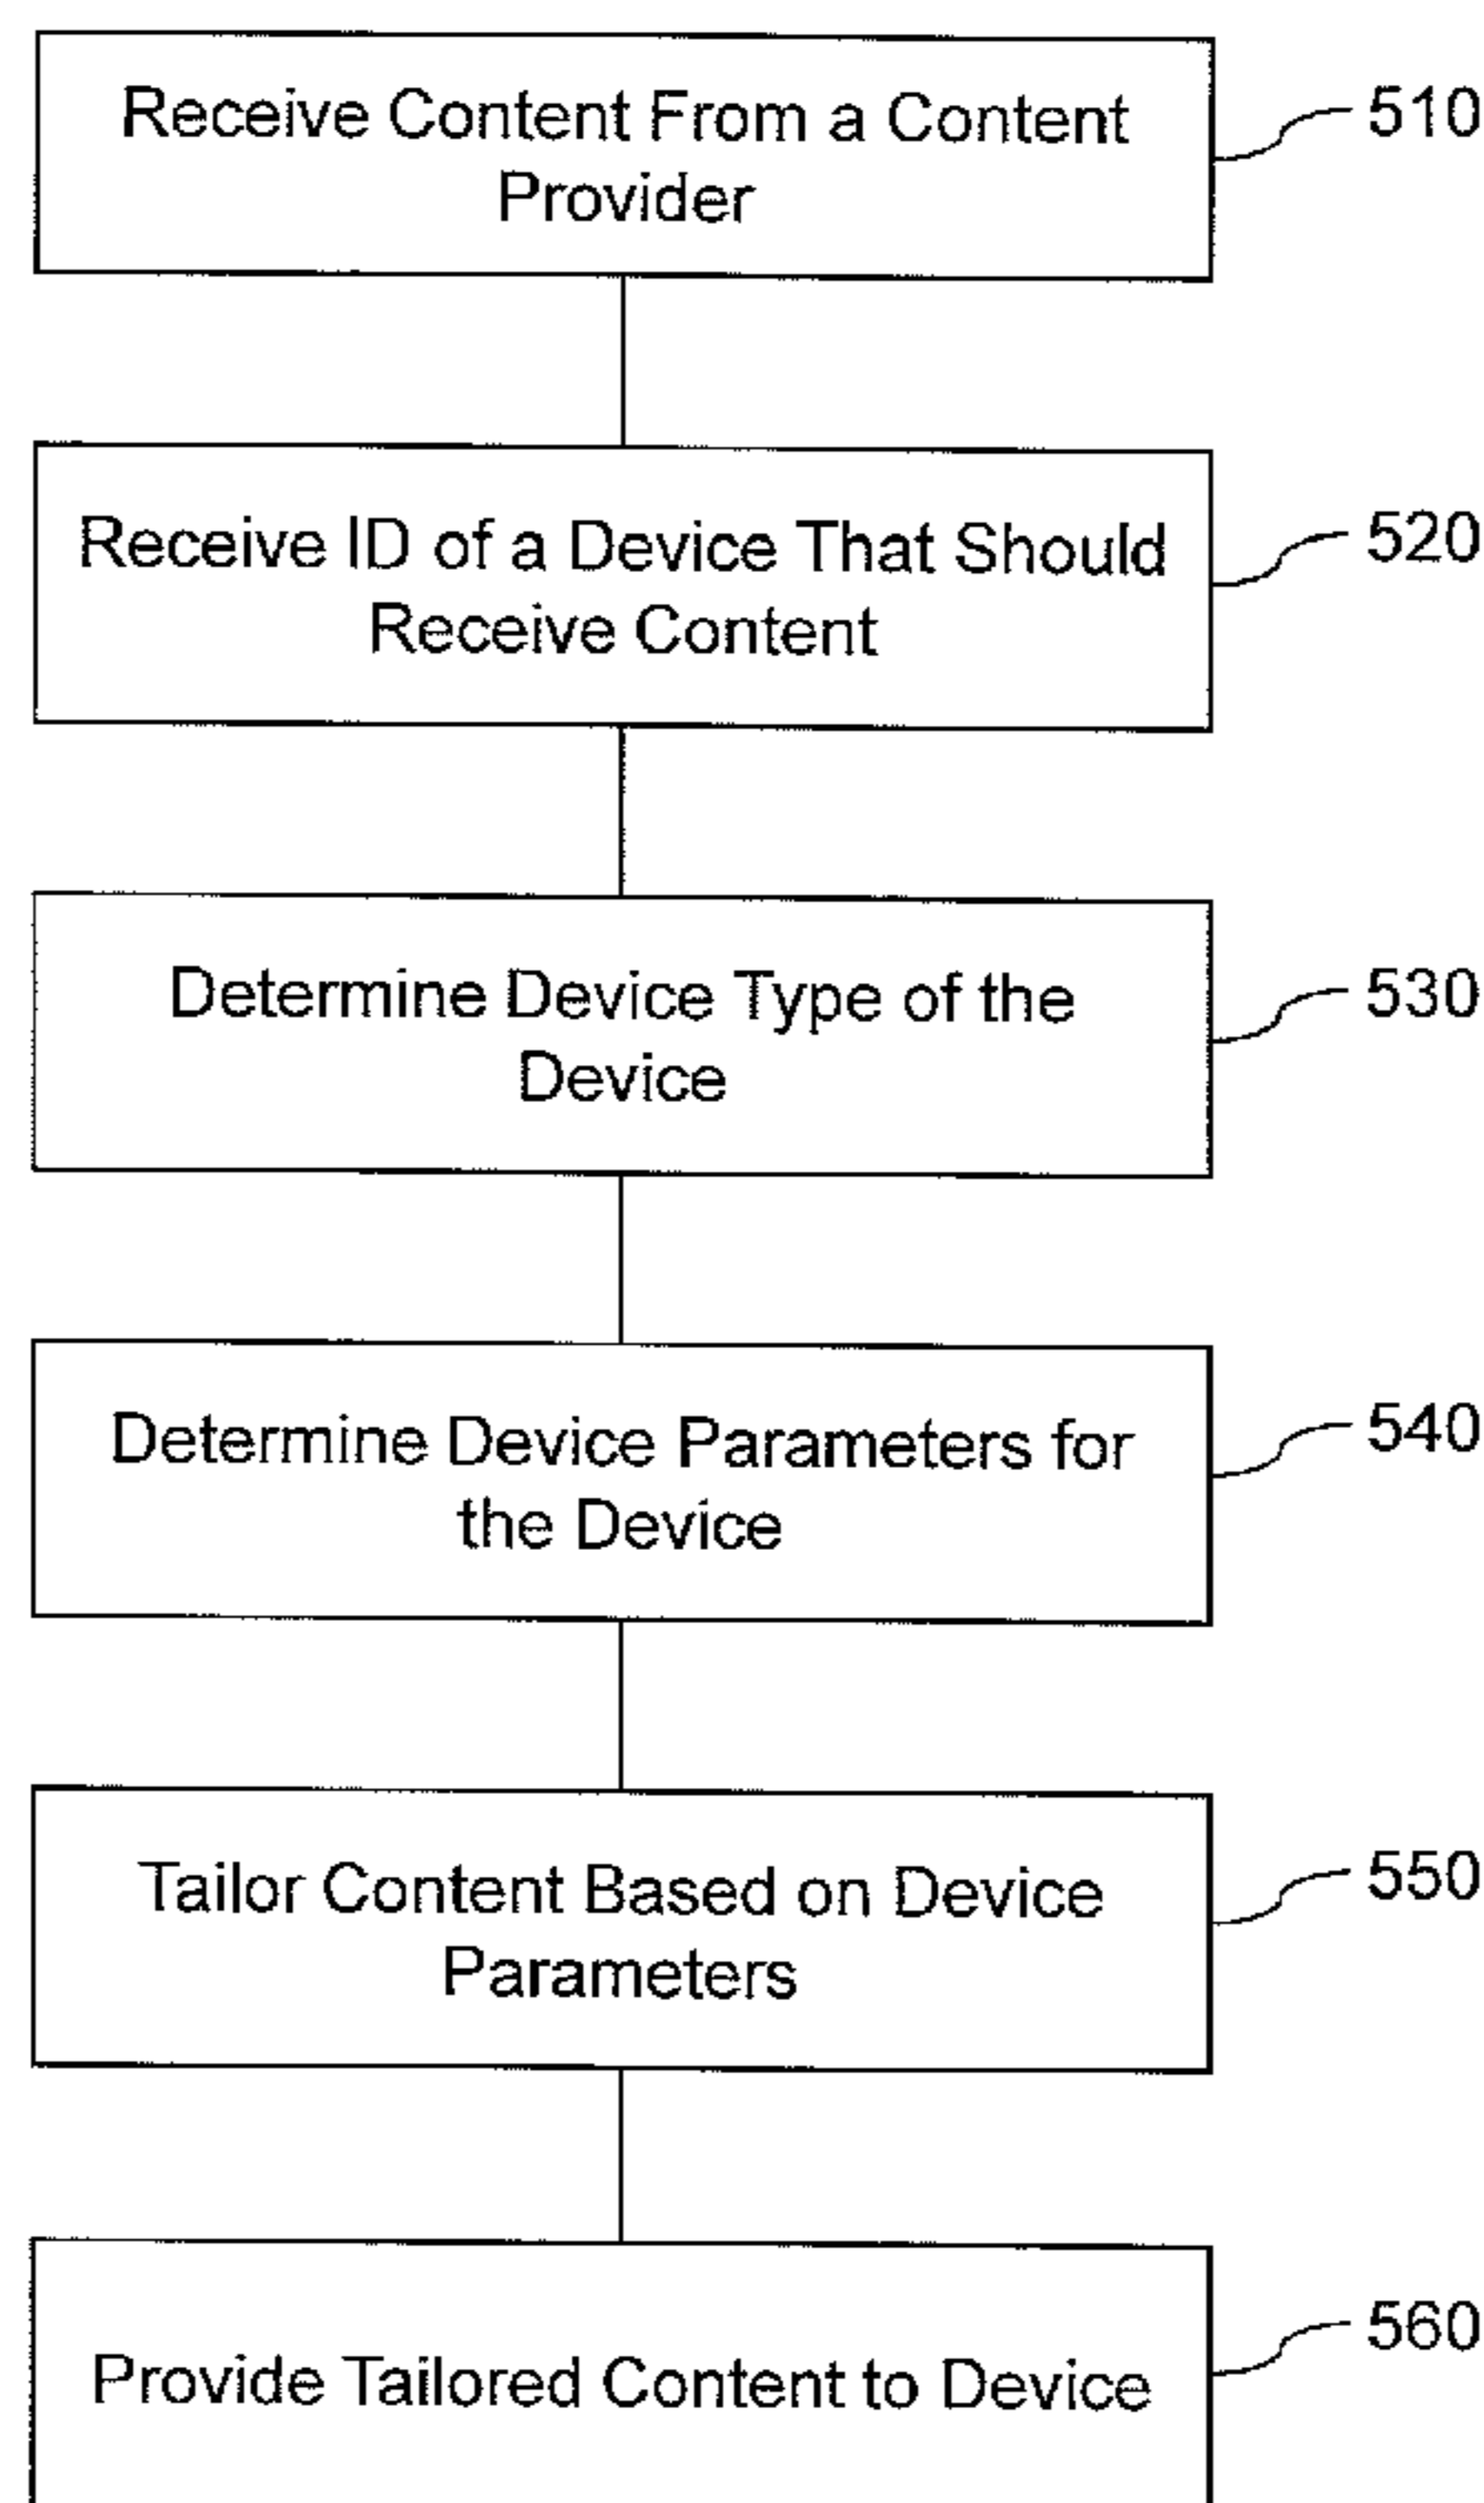 Receive Content From a Content
Provider
510
Receive ID of a Device That Should
Receive Content
520
Determine Device Type of the
Device
530
Determine Device Parameters for
the Device
540
Tailor Content Based on Device
Parameters
550
Provide Tailored Content to Device
560